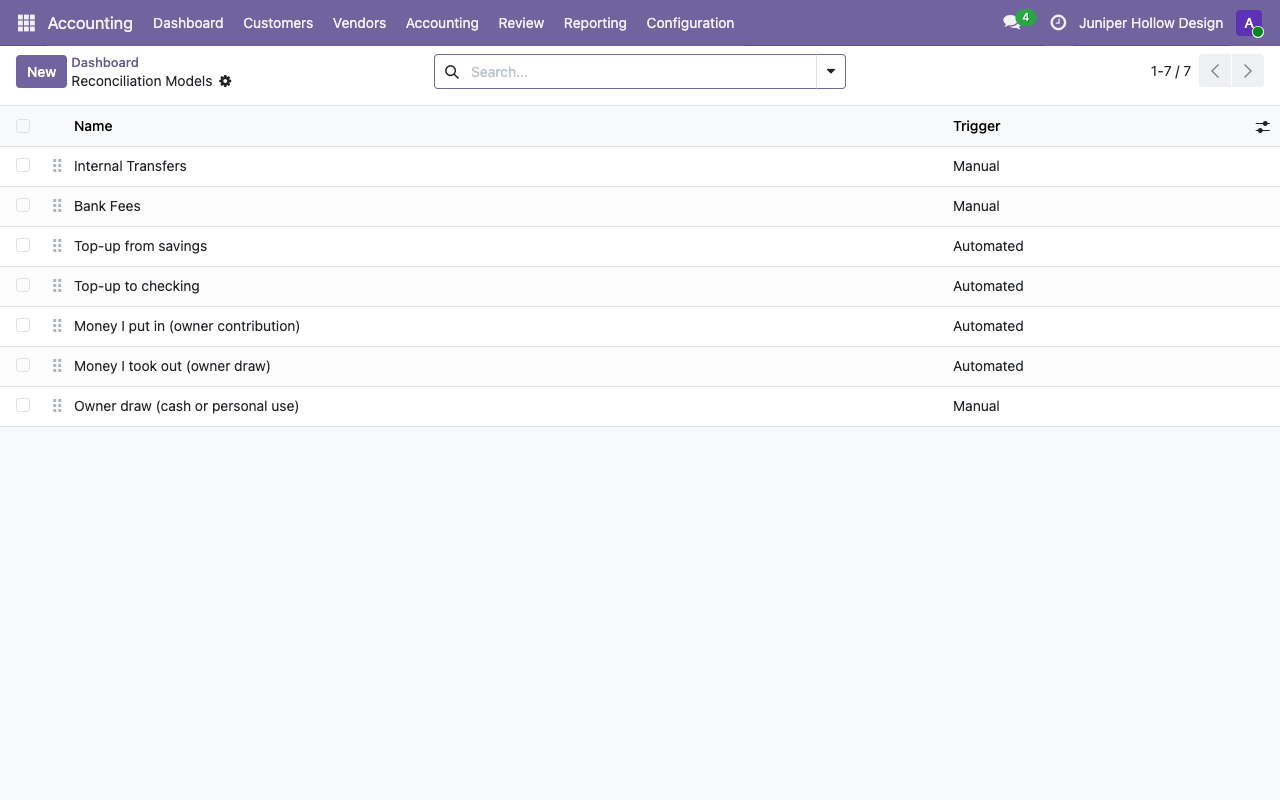 Accounting Dashboard Customers Vendors Accounting Review Reporting Configuration 4 Juniper Hollow Design A
New
Dashboard
Reconciliation Models
Search...
1-7 / 7
Name Trigger
Internal Transfers Manual
Bank Fees Manual
Top-up from savings Automated
Top-up to checking Automated
Money I put in (owner contribution) Automated
Money I took out (owner draw) Automated
Owner draw (cash or personal use) Manual